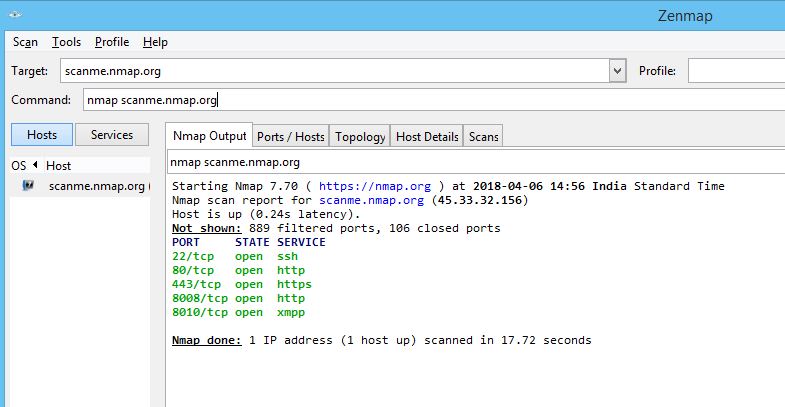 Zenmap
Scan Tools Profile Help
Target: scanme.nmap.org Profile:
Command: nmap scanme.nmap.org
Hosts Services
OS Host
scanme.nmap.org (
Nmap Output Ports / Hosts Topology Host Details Scans
nmap scanme.nmap.org
Starting Nmap 7.70 ( https://nmap.org ) at 2018-04-06 14:56 India Standard Time
Nmap scan report for scanme.nmap.org (45.33.32.156)
Host is up (0.24s latency).
Not shown: 889 filtered ports, 106 closed ports
PORT STATE SERVICE
22/tcp open ssh
80/tcp open http
443/tcp open https
8008/tcp open http
8010/tcp open xmpp
Nmap done: 1 IP address (1 host up) scanned in 17.72 seconds